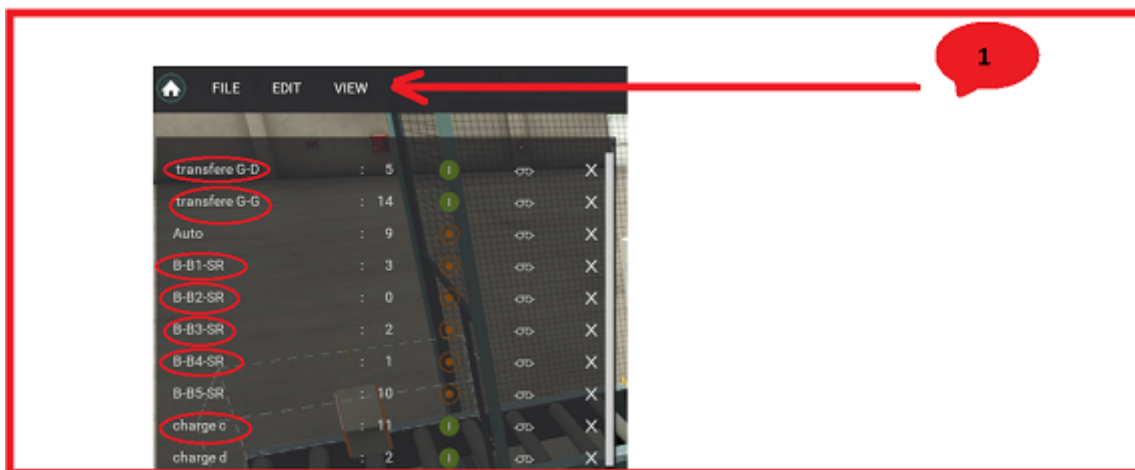 1
FILE EDIT VIEW
transfere G-D : 5
transfere G-G : 14
Auto : 9
B-B1-SR : 3
B-B2-SR : 0
B-B3-SR : 2
B-B4-SR : 1
B-B5-SR : 10
charge c : 11
charge d : 2